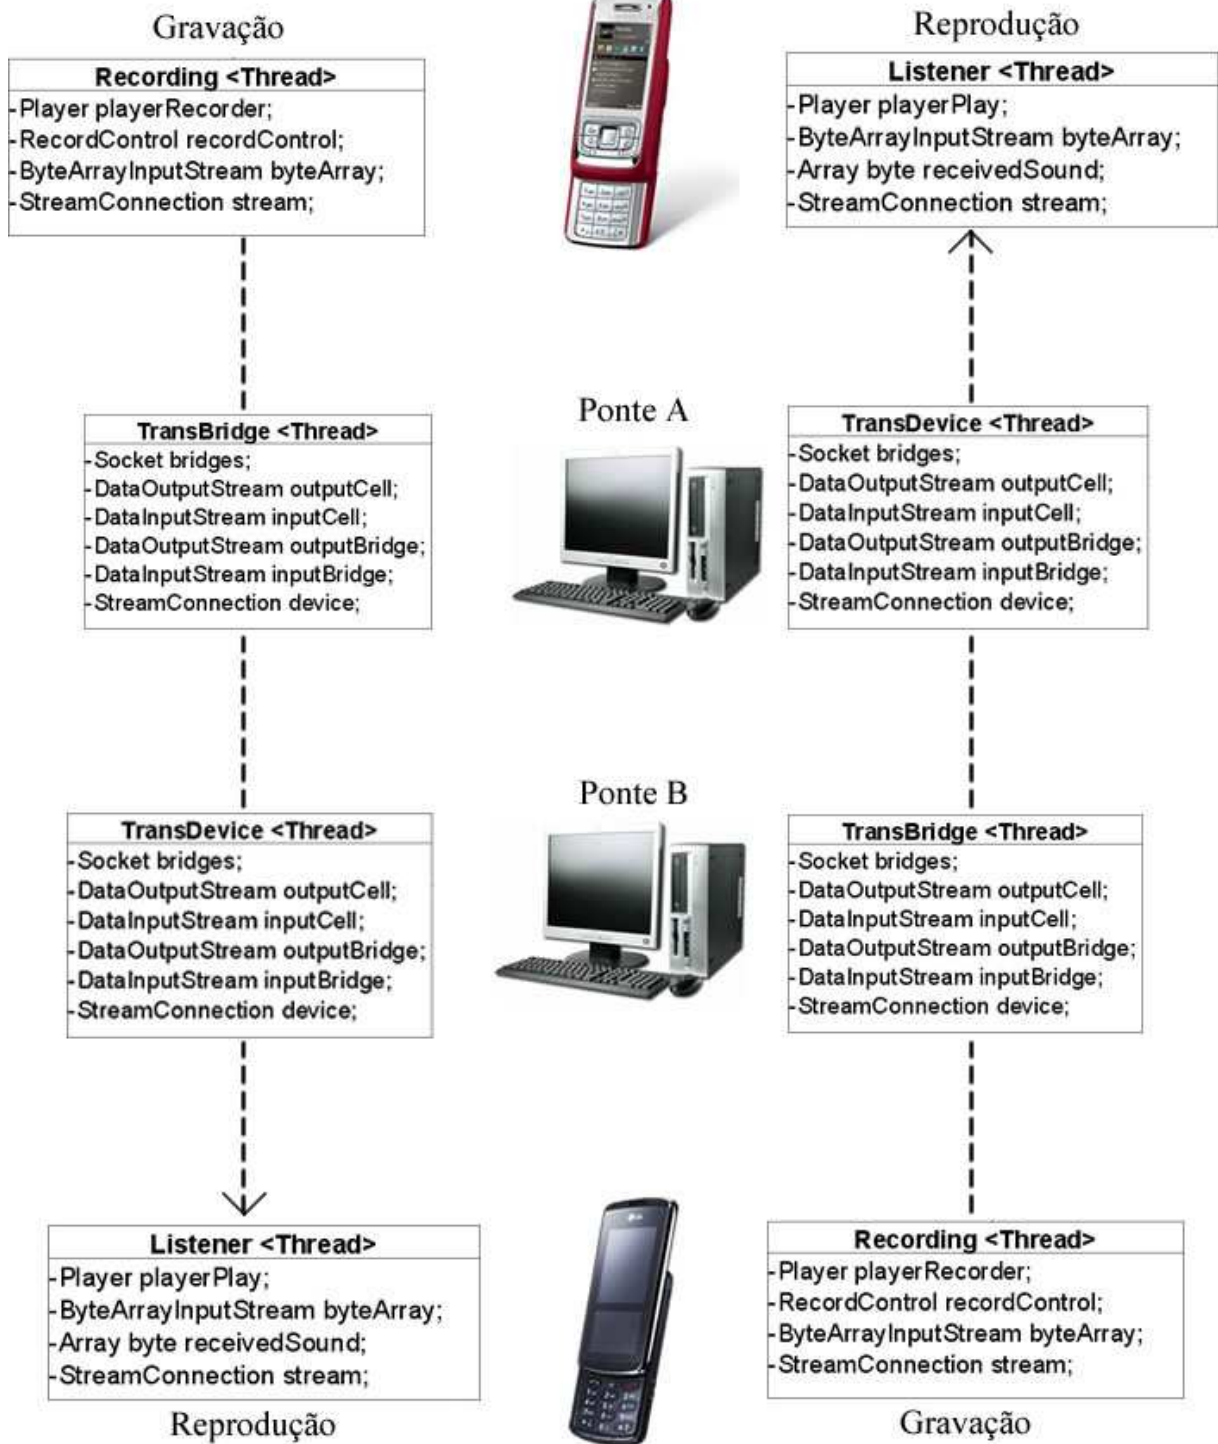 Gravação
Recording <Thread>
-Player playerRecorder;
-RecordControl recordControl;
-ByteArrayInputStream byteArray;
-StreamConnection stream;
Reprodução
Listener <Thread>
-Player playerPlay;
-ByteArrayInputStream byteArray;
-Array byte receivedSound;
-StreamConnection stream;
TransBridge <Thread>
-Socket bridges;
-DataOutputStream outputCell;
-DataInputStream inputCell;
-DataOutputStream outputBridge;
-DataInputStream inputBridge;
-StreamConnection device;
Ponte A
TransDevice <Thread>
-Socket bridges;
-DataOutputStream outputCell;
-DataInputStream inputCell;
-DataOutputStream outputBridge;
-DataInputStream inputBridge;
-StreamConnection device;
TransDevice <Thread>
-Socket bridges;
-DataOutputStream outputCell;
-DataInputStream inputCell;
-DataOutputStream outputBridge;
-DataInputStream inputBridge;
-StreamConnection device;
Ponte B
TransBridge <Thread>
-Socket bridges;
-DataOutputStream outputCell;
-DataInputStream inputCell;
-DataOutputStream outputBridge;
-DataInputStream inputBridge;
-StreamConnection device;
Listener <Thread>
-Player playerPlay;
-ByteArrayInputStream byteArray;
-Array byte receivedSound;
-StreamConnection stream;
Reprodução
Recording <Thread>
-Player playerRecorder;
-RecordControl recordControl;
-ByteArrayInputStream byteArray;
-StreamConnection stream;
Gravação